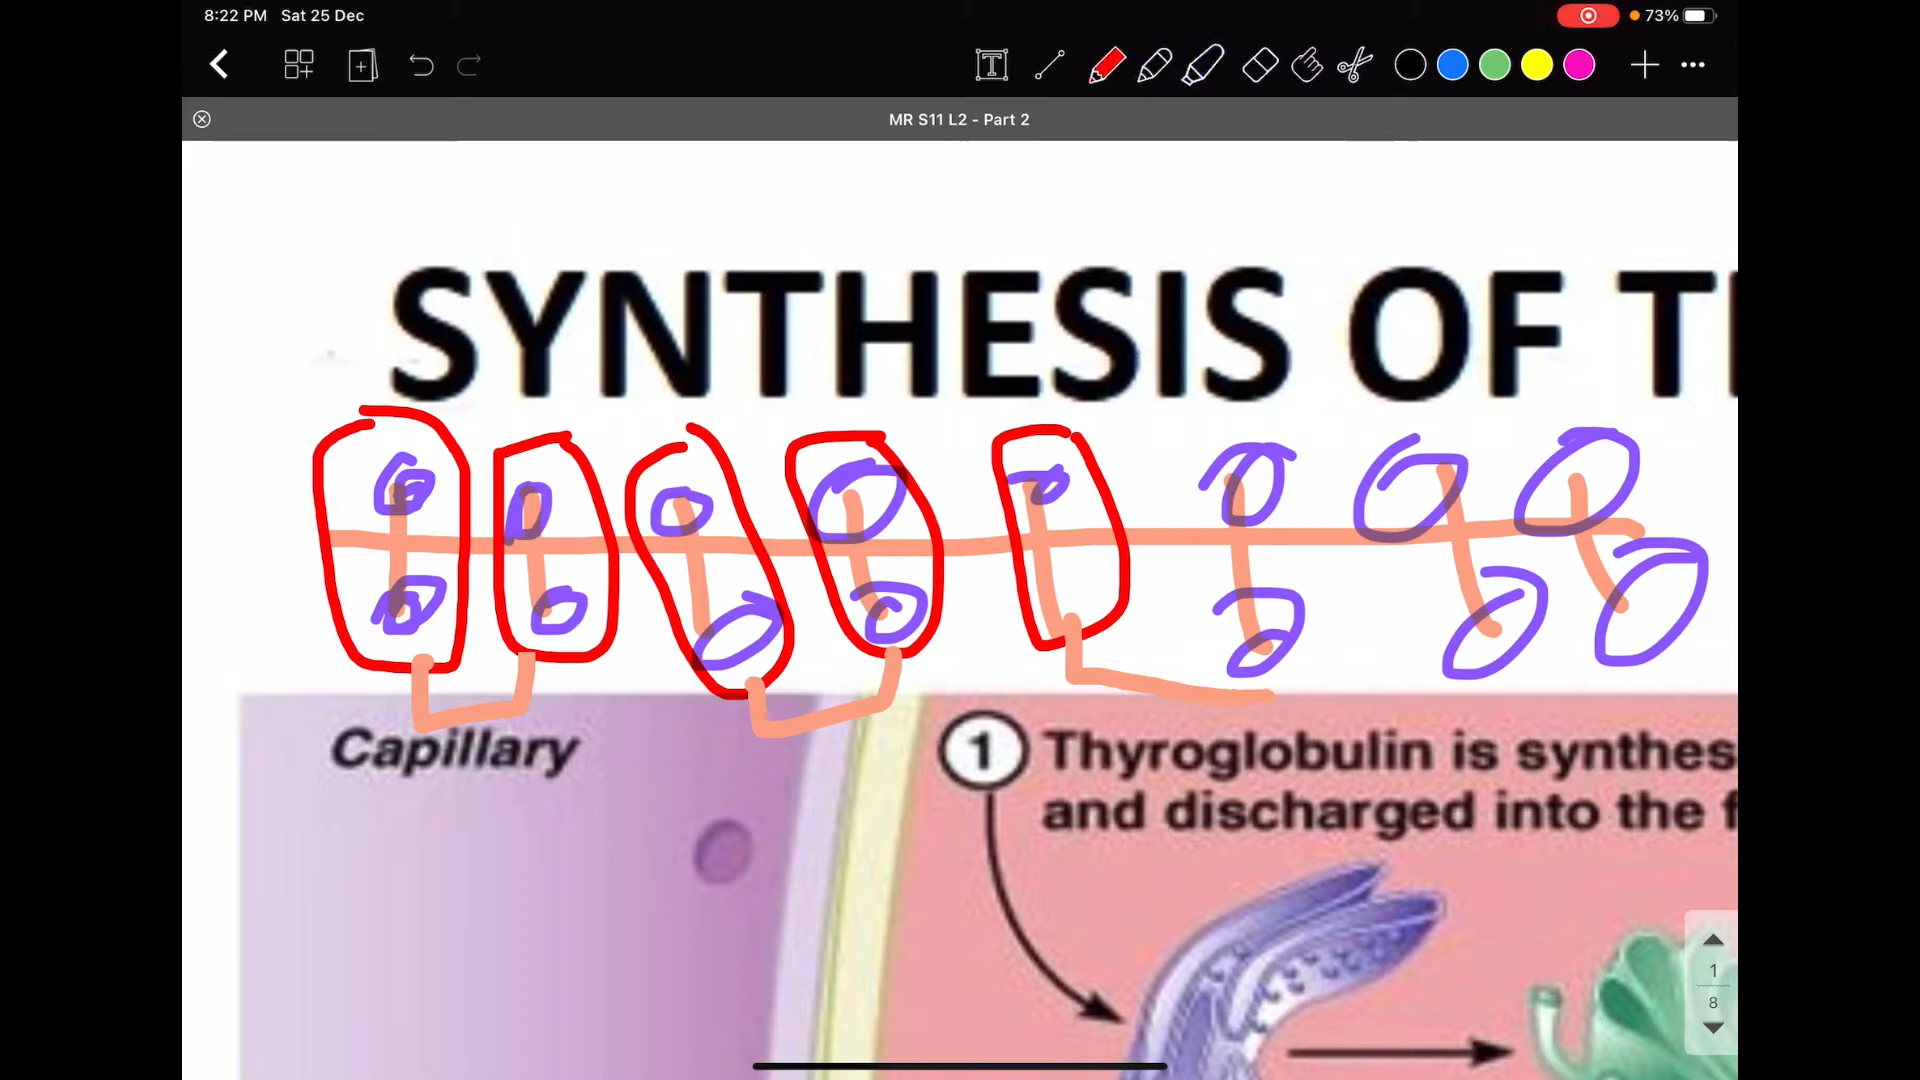 8:22 PM Sat 25 Dec
73%
T
MR S11 L2 - Part 2
SYNTHESIS OF T
Capillary
1 Thyroglobulin is synthes
and discharged into the f
1
8